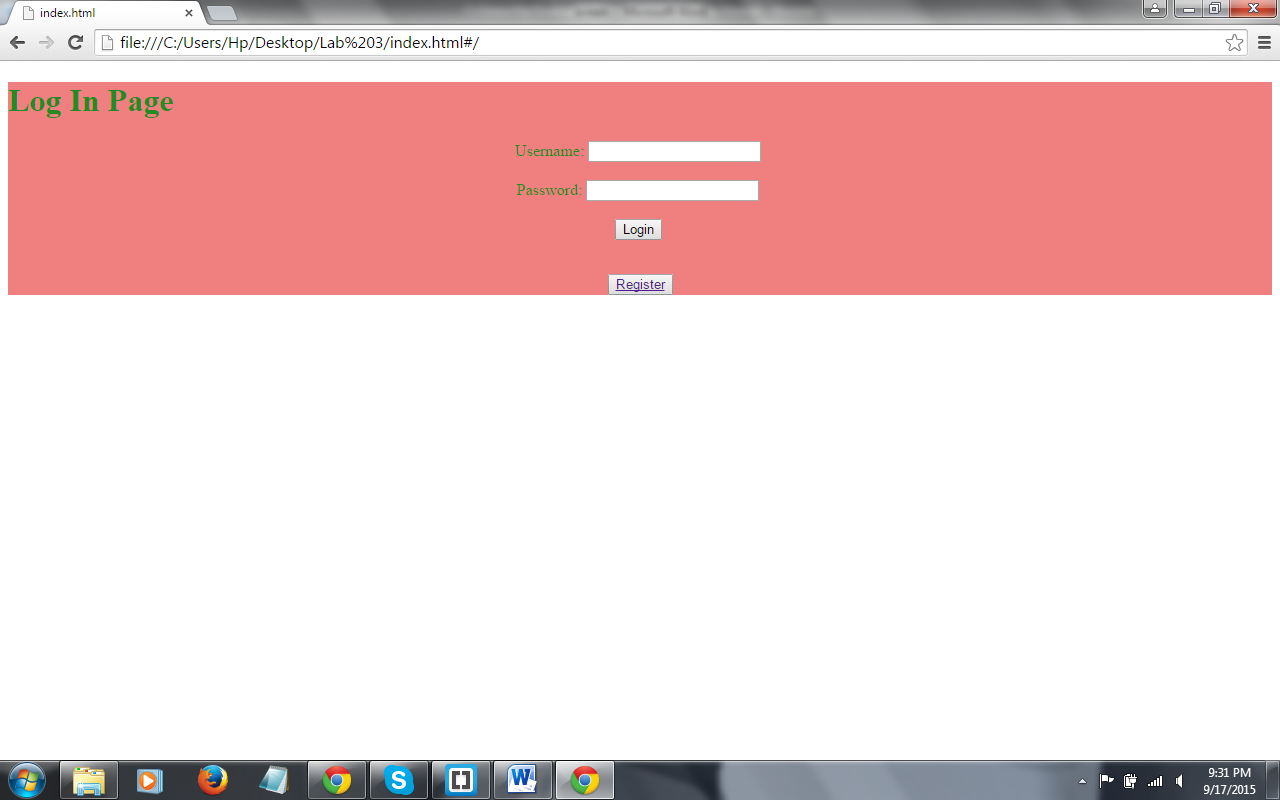 index.html
file:///C:/Users/Hp/Desktop/Lab%203/index.html#/
Log In Page
Username:
Password:
Login
Register
9:31 PM
9/17/2015